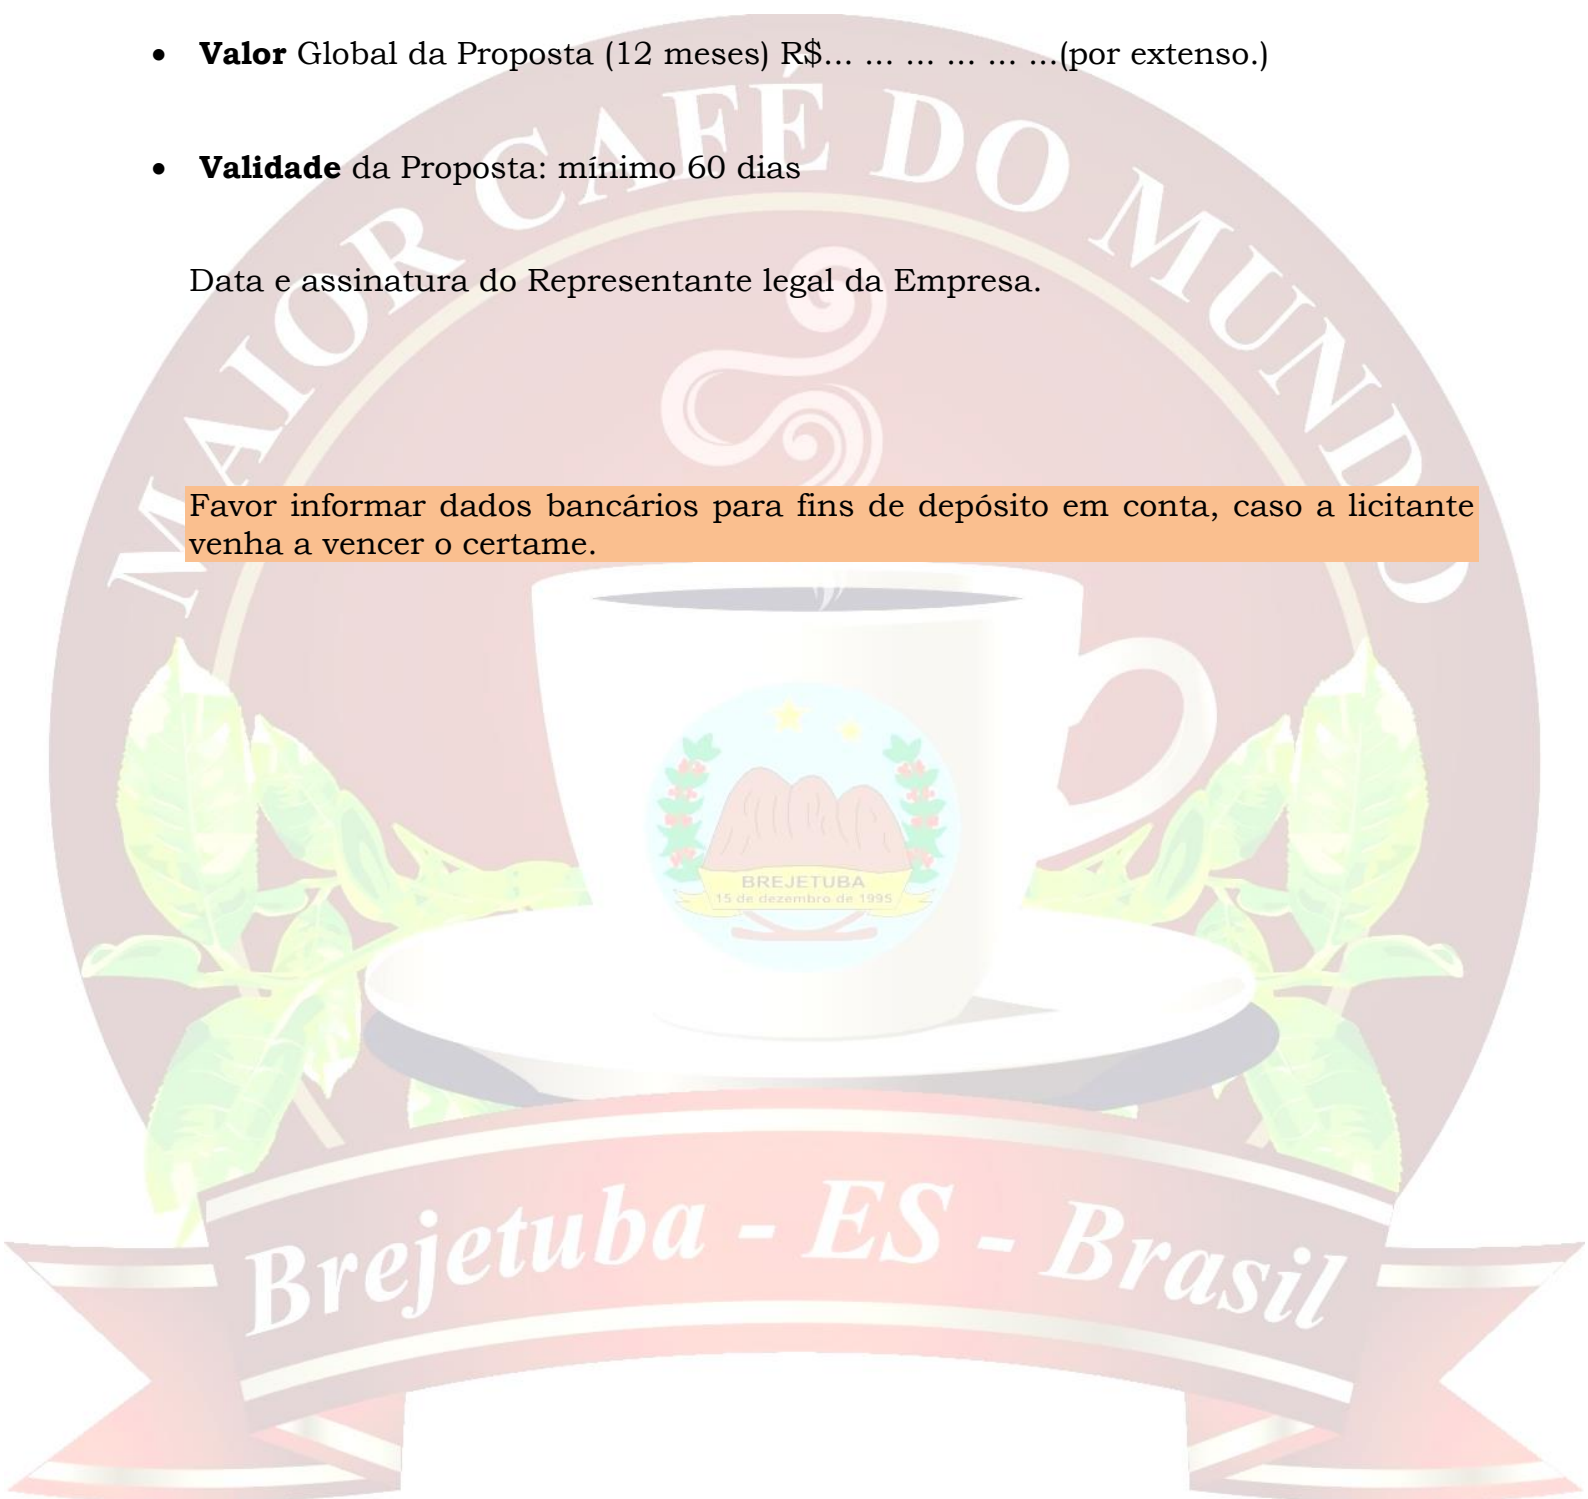 • Valor Global da Proposta (12 meses) R$... ... ... ... ... ...(por extenso.)
• Validade da Proposta: mínimo 60 dias
Data e assinatura do Representante legal da Empresa.
Favor informar dados bancários para fins de depósito em conta, caso a licitante
venha a vencer o certame.
MAIOR CAFÉ DO MUNDO
BREJETUBA
15 de dezembro de 1995
Brejetuba - ES - Brasil